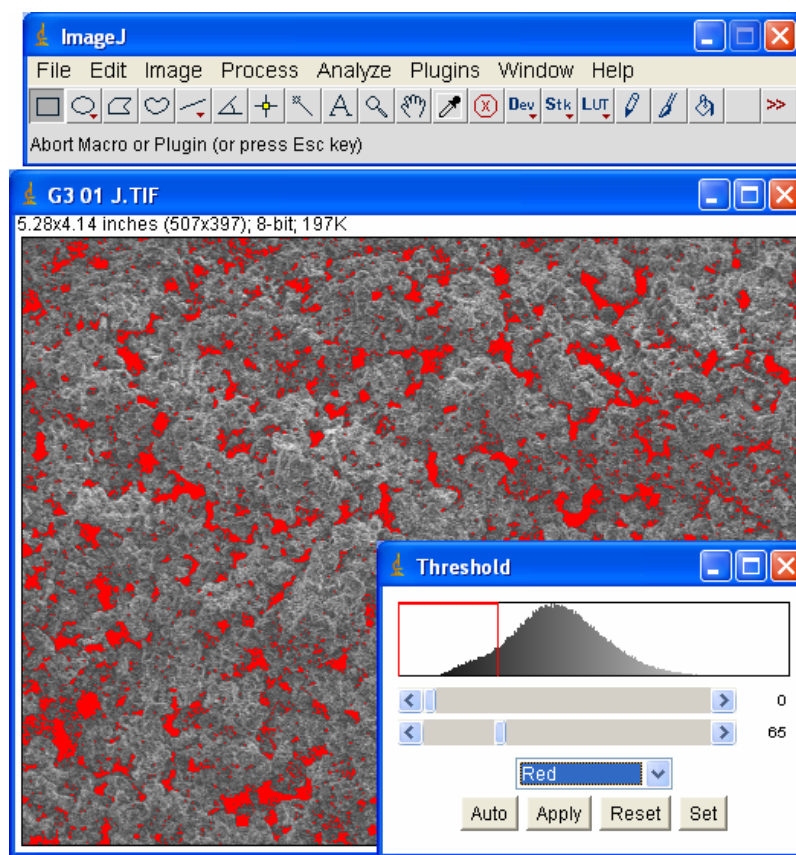 ImageJ
File Edit Image Process Analyze Plugins Window Help
Dev Stk LUT >>
Abort Macro or Plugin (or press Esc key)
G3 01 J.TIF
5.28x4.14 inches (507x397); 8-bit; 197K
Threshold
0
65
Red
Auto Apply Reset Set